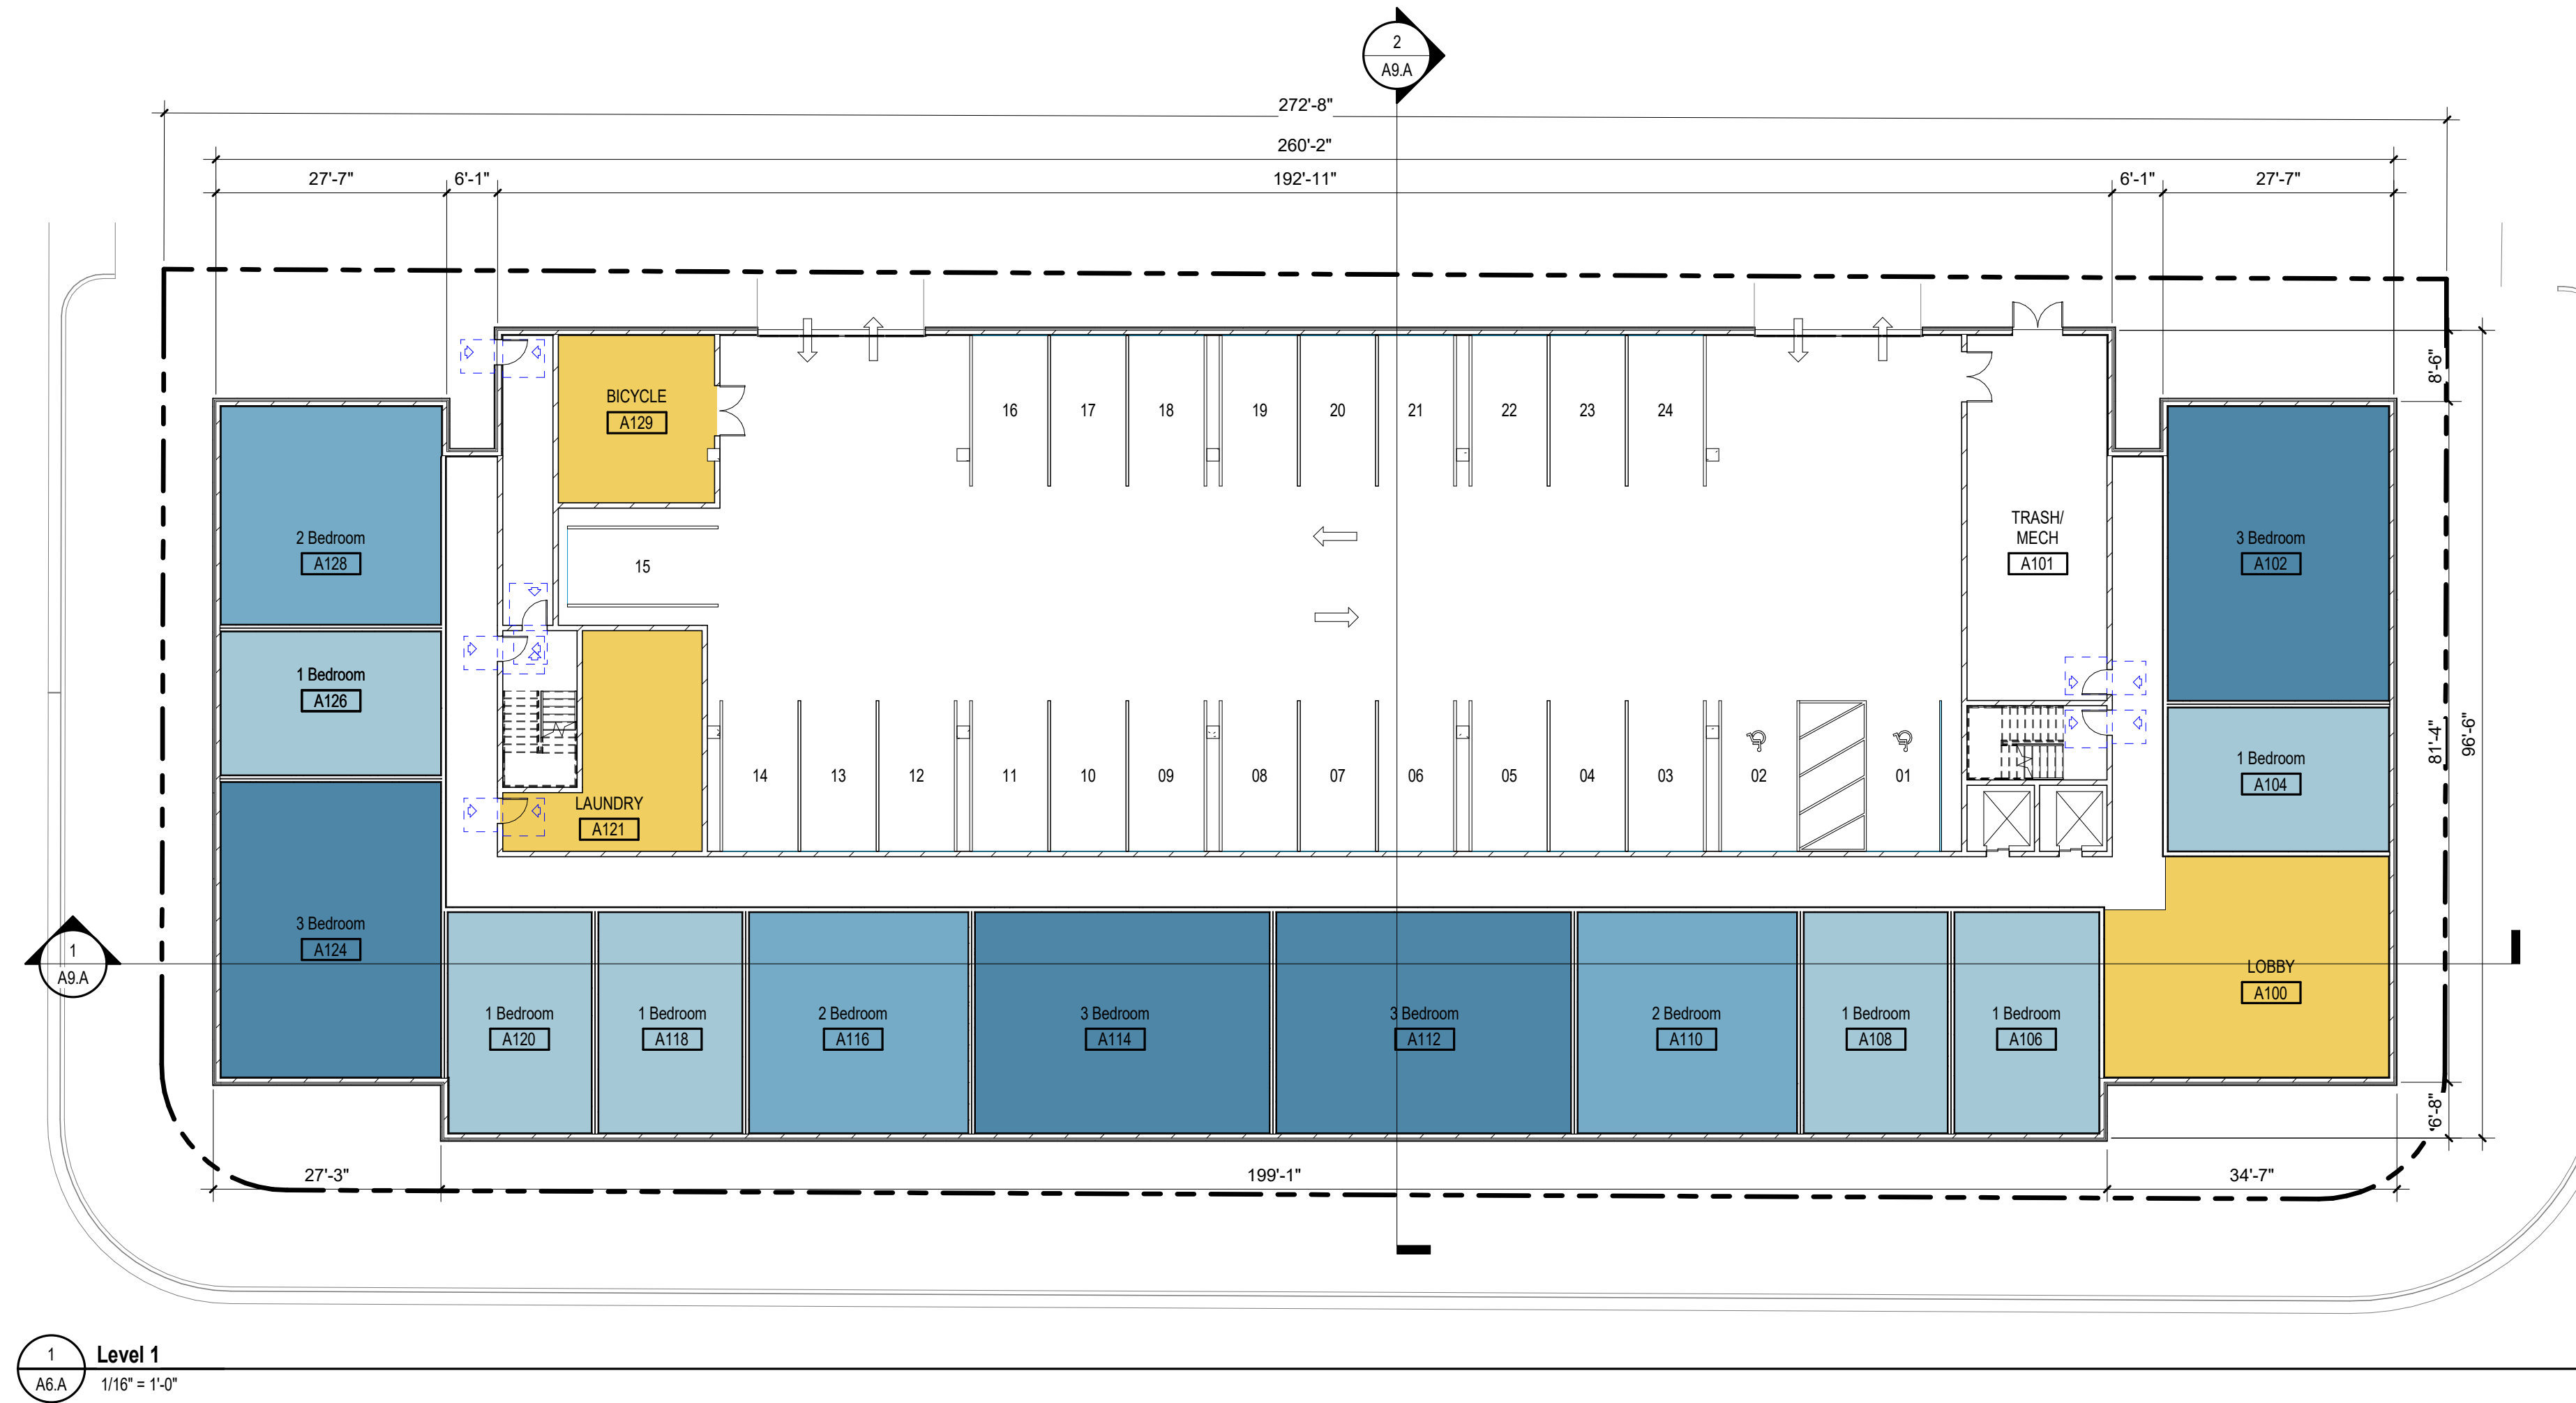 2
A9.A
272'-8"
260'-2"
27'-7"
6'-1"
192'-11"
6'-1"
27'-7"
8'-6"
BICYCLE
A129
16
17
18
19
20
21
22
23
24
2 Bedroom
A128
15
TRASH/
MECH
A101
3 Bedroom
A102
1 Bedroom
A126
81'-4"
96'-6"
14
13
12
11
10
09
08
07
06
05
04
03
02
01
1 Bedroom
A104
LAUNDRY
A121
3 Bedroom
A124
1
A9.A
LOBBY
A100
1 Bedroom
A120
1 Bedroom
A118
2 Bedroom
A116
3 Bedroom
A114
3 Bedroom
A112
2 Bedroom
A110
1 Bedroom
A108
1 Bedroom
A106
6'-8"
27'-3"
199'-1"
34'-7"
1
A6.A
Level 1
1/16" = 1'-0"